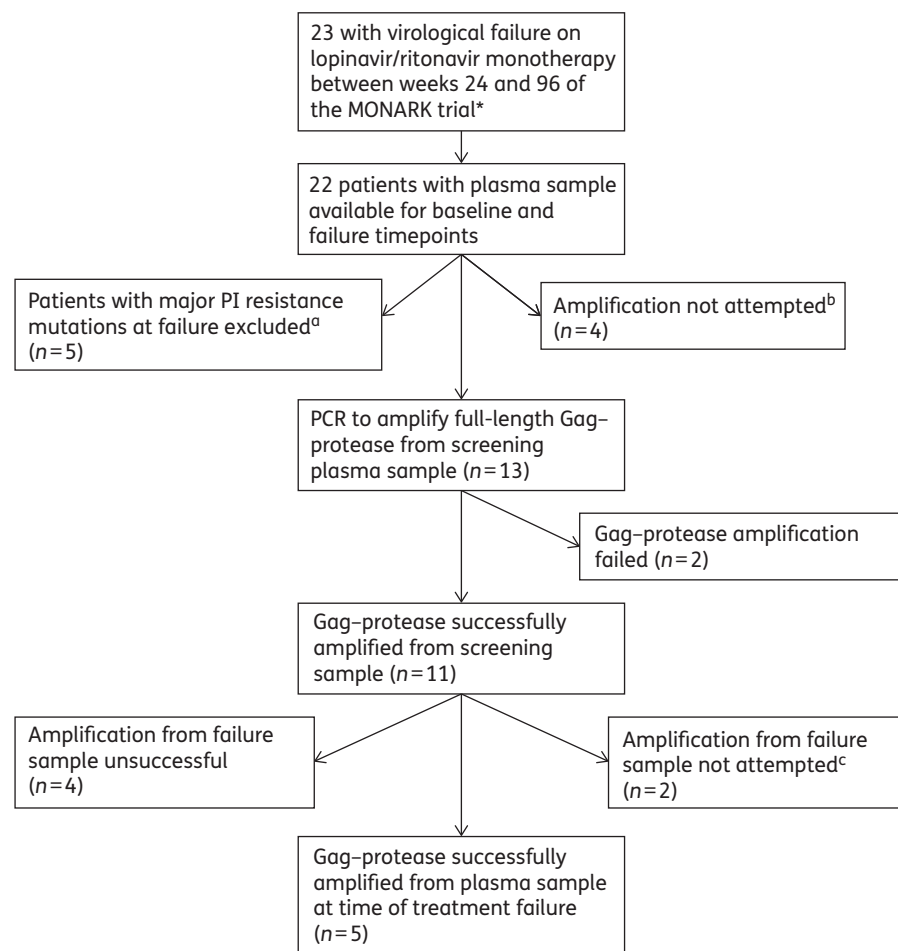 23 with virological failure on
lopinavir/ritonavir monotherapy
between weeks 24 and 96 of
the MONARK trial*
22 patients with plasma sample
available for baseline and
failure timepoints
Patients with major PI resistance
mutations at failure excludedᵃ
(n=5)
Amplification not attemptedᵇ
(n=4)
PCR to amplify full-length Gag–
protease from screening
plasma sample (n=13)
Gag–protease amplification
failed (n=2)
Gag–protease successfully
amplified from screening
sample (n=11)
Amplification from failure
sample unsuccessful
(n=4)
Amplification from failure
sample not attemptedᶜ
(n=2)
Gag–protease successfully
amplified from plasma sample
at time of treatment failure
(n=5)